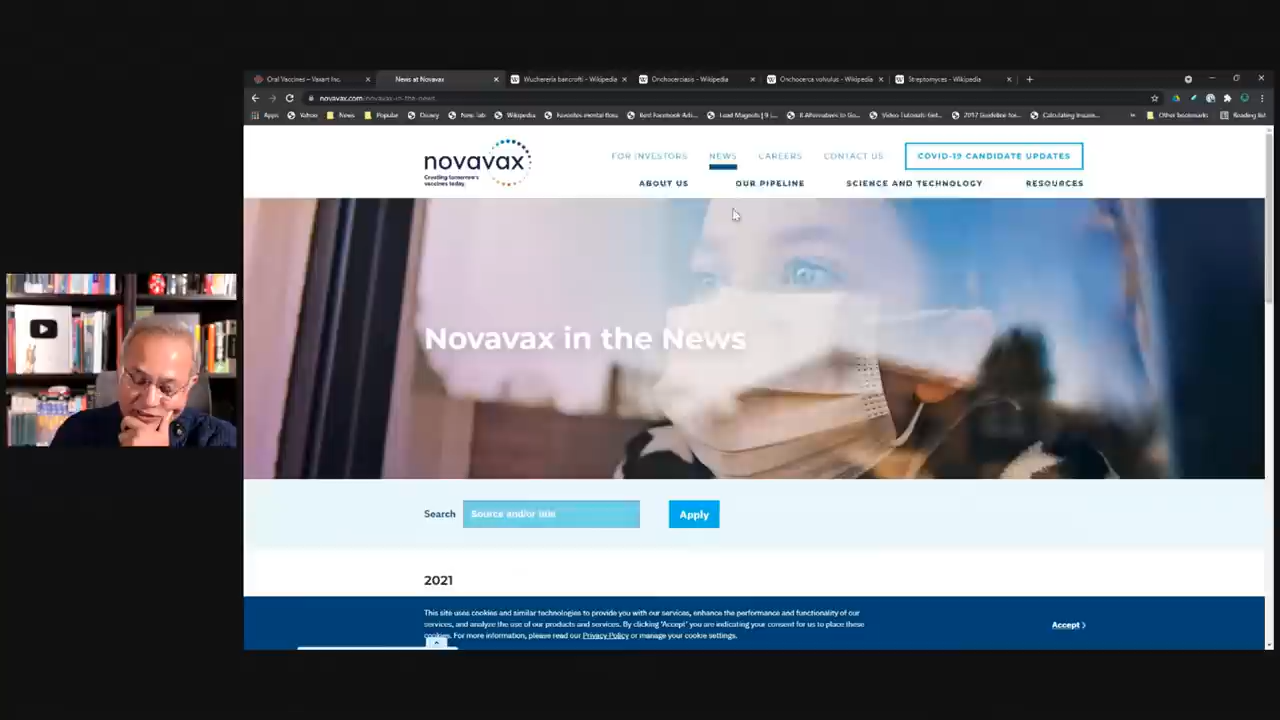 Oral Vaccines – Vaxart Inc.
News at Novavax
Wuchereria bancrofti - Wikipedia
Onchocerciasis - Wikipedia
Onchocerca volvulus - Wikipedia
Streptomyces - Wikipedia
novavax.com/novavax-in-the-news
Apps
Yahoo
News
Popular
Disney
New Tab
Wikipedia
Other bookmarks
Reading list
novavax
Creating tomorrow's
vaccines today
FOR INVESTORS
NEWS
CAREERS
CONTACT US
COVID-19 CANDIDATE UPDATES
ABOUT US
OUR PIPELINE
SCIENCE AND TECHNOLOGY
RESOURCES
Novavax in the News
Search
Source and/or title
Apply
2021
This site uses cookies and similar technologies to provide you with our services, enhance the performance and functionality of our
services, and analyze the use of our products and services. By clicking 'Accept' you are indicating your consent for us to place these
cookies. For more information, please read our Privacy Policy or manage your cookie settings.
Accept